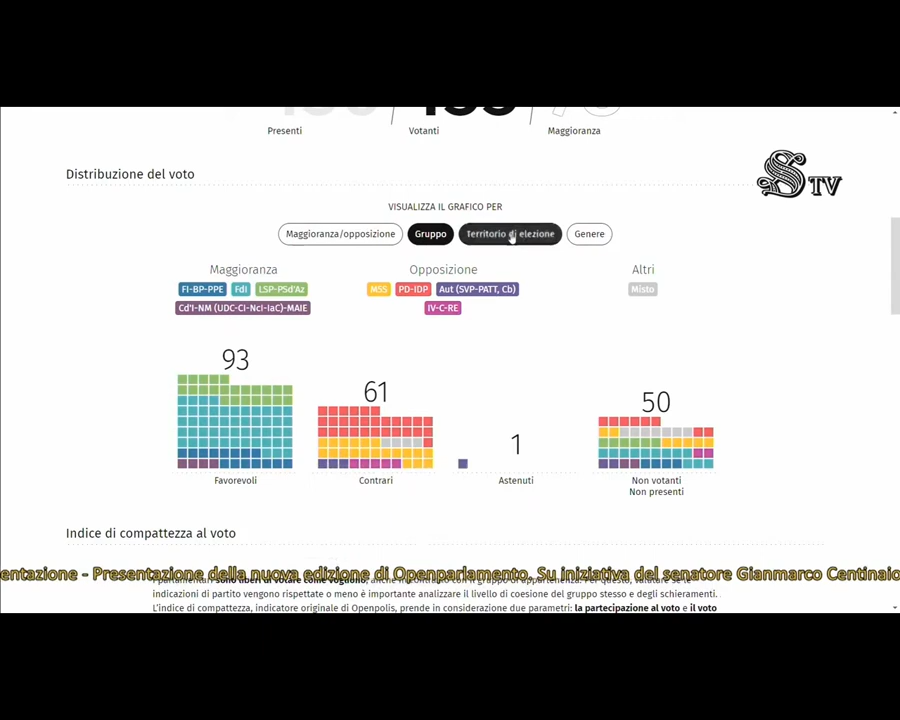 Presenti
Votanti
Maggioranza
Distribuzione del voto
S TV
VISUALIZZA IL GRAFICO PER
Maggioranza/opposizione
Gruppo
Territorio di elezione
Genere
Maggioranza
Opposizione
Altri
FI-BP-PPE
FdI
LSP-PSd'Az
M5S
PD-IDP
Aut (SVP-PATT, Cb)
Misto
Cd'I-NM (UDC-CI-NcI-IaC)-MAIE
IV-C-RE
93
61
1
50
Favorevoli
Contrari
Astenuti
Non votanti
Non presenti
Indice di compattezza al voto
entazione - Presentazione della nuova edizione di Openparlamento. Su iniziativa del senatore Gianmarco Centinaio
indicazioni di partito vengono rispettate o meno è importante analizzare il livello di coesione del gruppo stesso e degli schieramenti.
L'indice di compattezza, indicatore originale di Openpolis, prende in considerazione due parametri: la partecipazione al voto e il voto